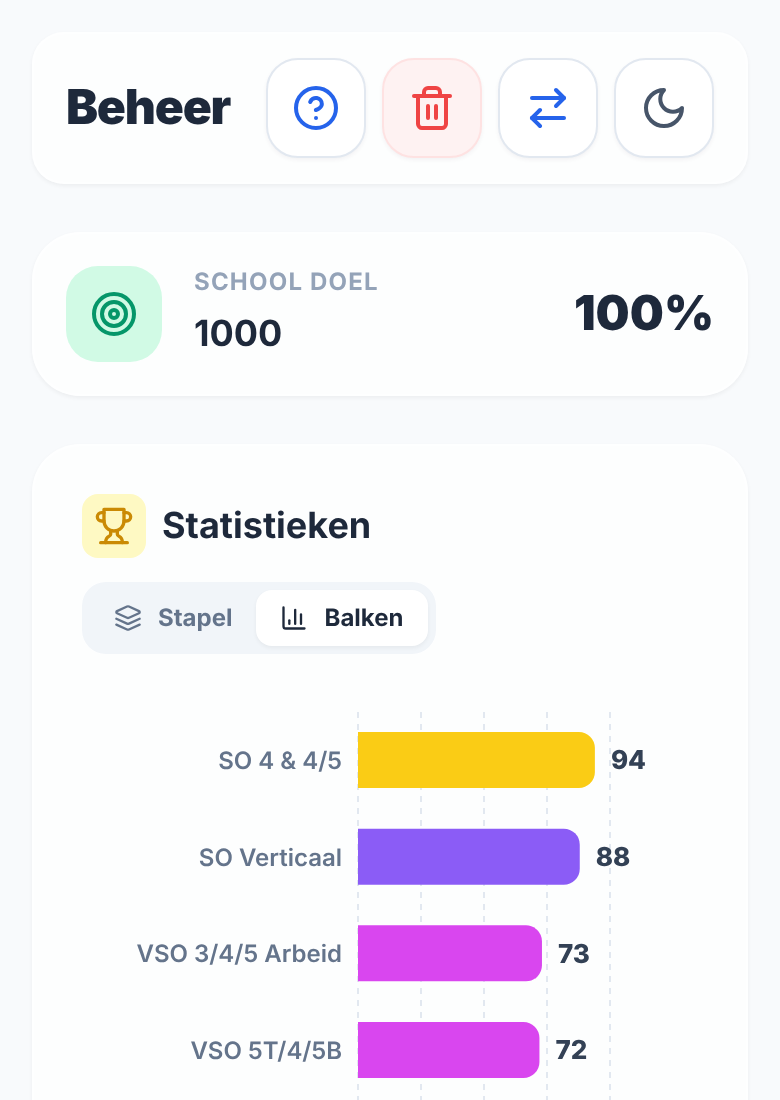 Beheer
SCHOOL DOEL
1000
100%
Statistieken
Stapel
Balken
SO 4 & 4/5
94
SO Verticaal
88
VSO 3/4/5 Arbeid
73
VSO 5T/4/5B
72